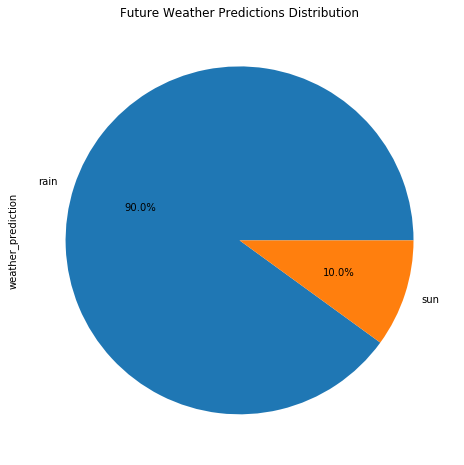 Future Weather Predictions Distribution
rain
90.0%
weather_prediction
10.0%
sun